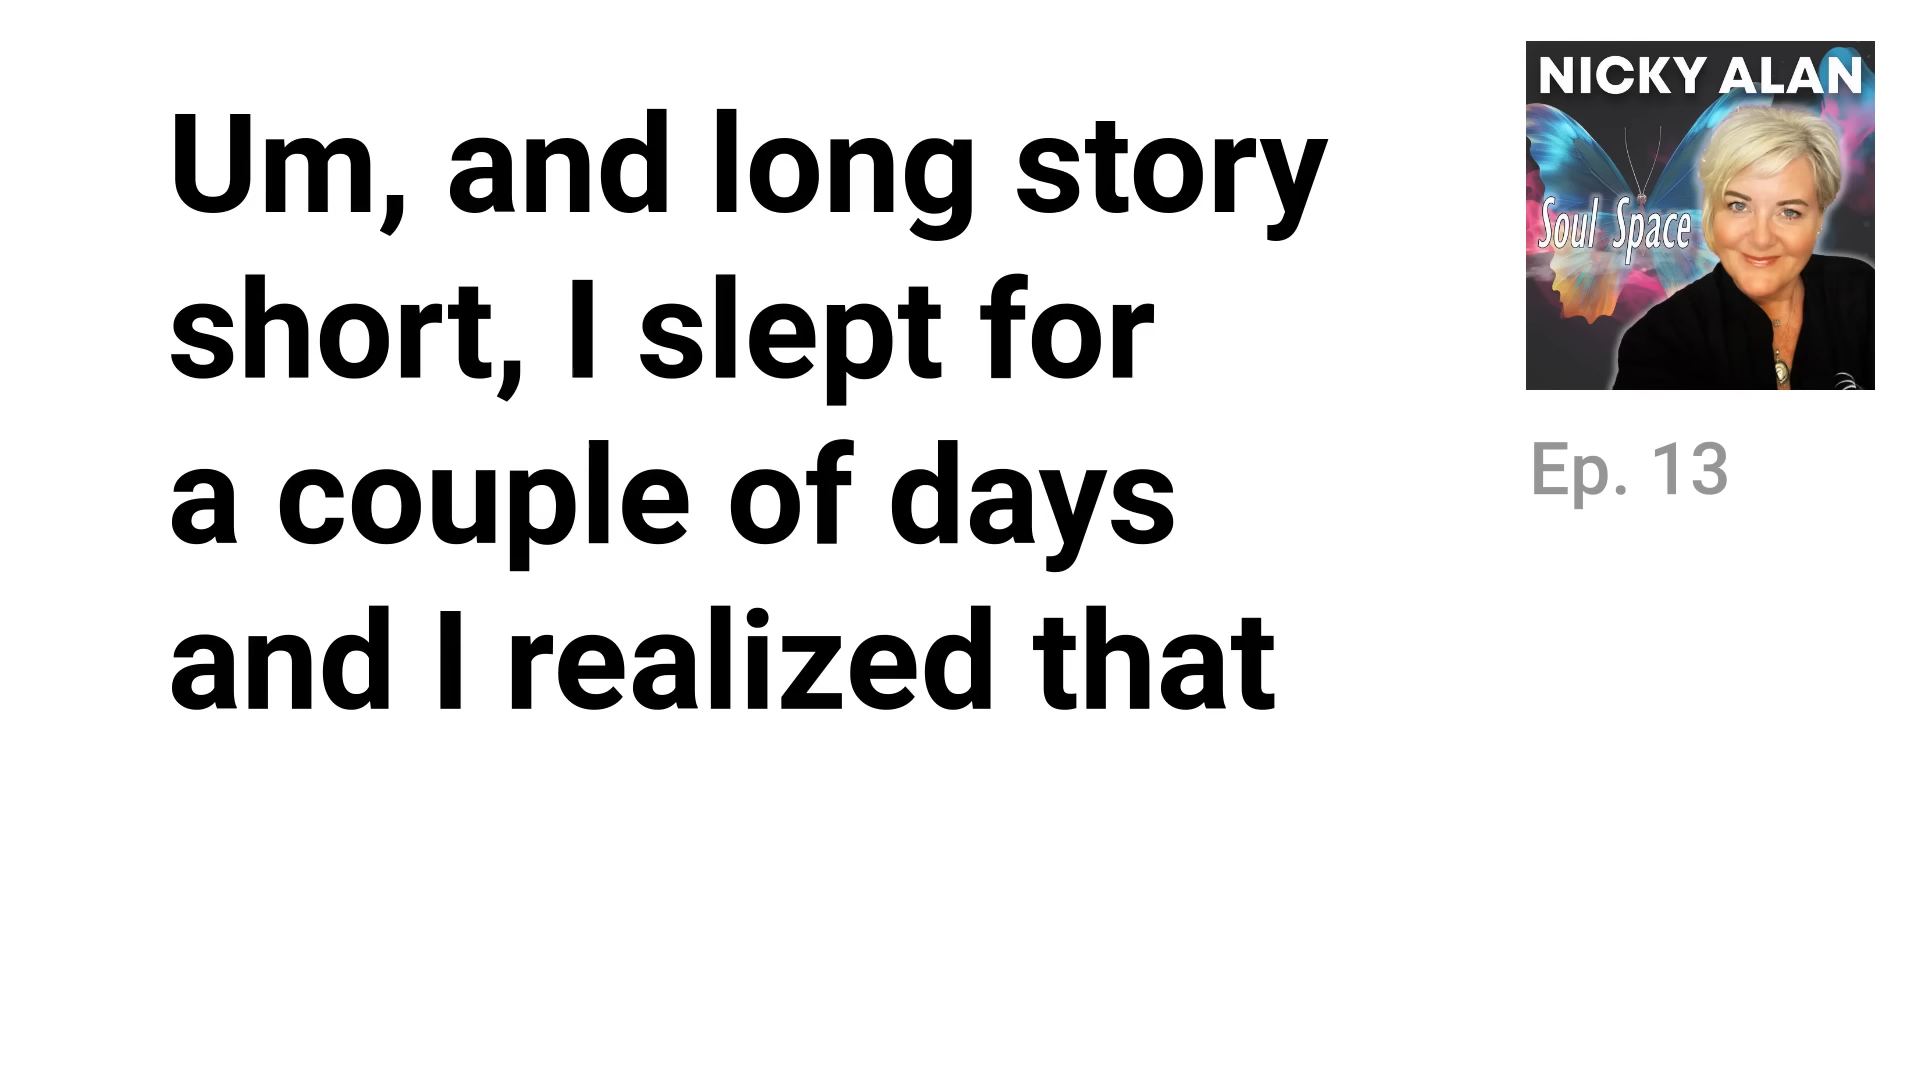 Um, and long story
short, I slept for
a couple of days
and I realized that
NICKY ALAN
Soul Space
Ep. 13